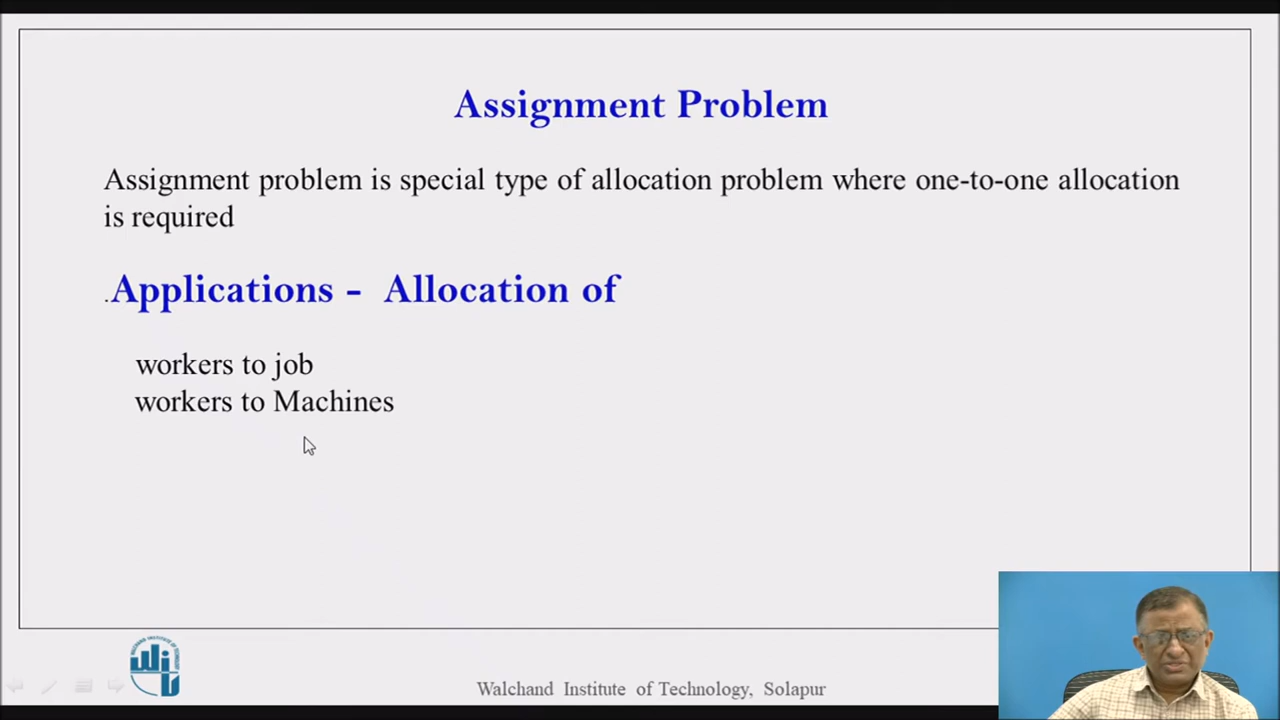 Assignment Problem
Assignment problem is special type of allocation problem where one-to-one allocation
is required
.Applications - Allocation of
workers to job
workers to Machines
Walchand Institute of Technology, Solapur